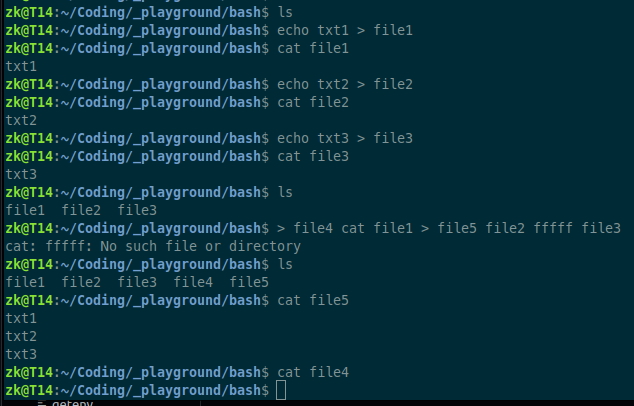 zk@T14:~/Coding/_playground/bash$ ls
zk@T14:~/Coding/_playground/bash$ echo txt1 > file1
zk@T14:~/Coding/_playground/bash$ cat file1
txt1
zk@T14:~/Coding/_playground/bash$ echo txt2 > file2
zk@T14:~/Coding/_playground/bash$ cat file2
txt2
zk@T14:~/Coding/_playground/bash$ echo txt3 > file3
zk@T14:~/Coding/_playground/bash$ cat file3
txt3
zk@T14:~/Coding/_playground/bash$ ls
file1  file2  file3
zk@T14:~/Coding/_playground/bash$ > file4 cat file1 > file5 file2 fffff file3
cat: fffff: No such file or directory
zk@T14:~/Coding/_playground/bash$ ls
file1  file2  file3  file4  file5
zk@T14:~/Coding/_playground/bash$ cat file5
txt1
txt2
txt3
zk@T14:~/Coding/_playground/bash$ cat file4
zk@T14:~/Coding/_playground/bash$